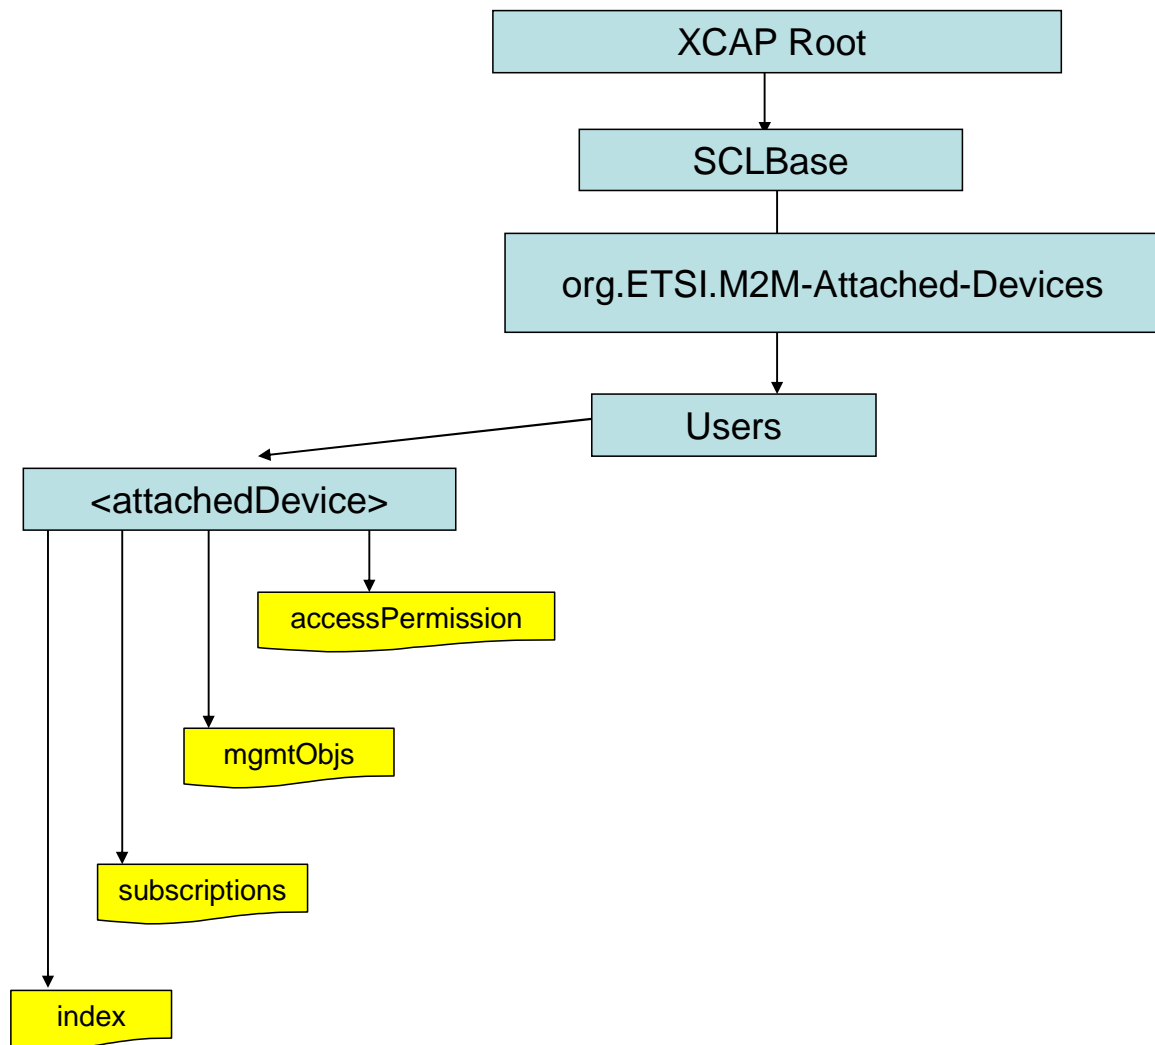 XCAP Root
SCLBase
org.ETSI.M2M-Attached-Devices
Users
<attachedDevice>
accessPermission
mgmtObjs
subscriptions
index